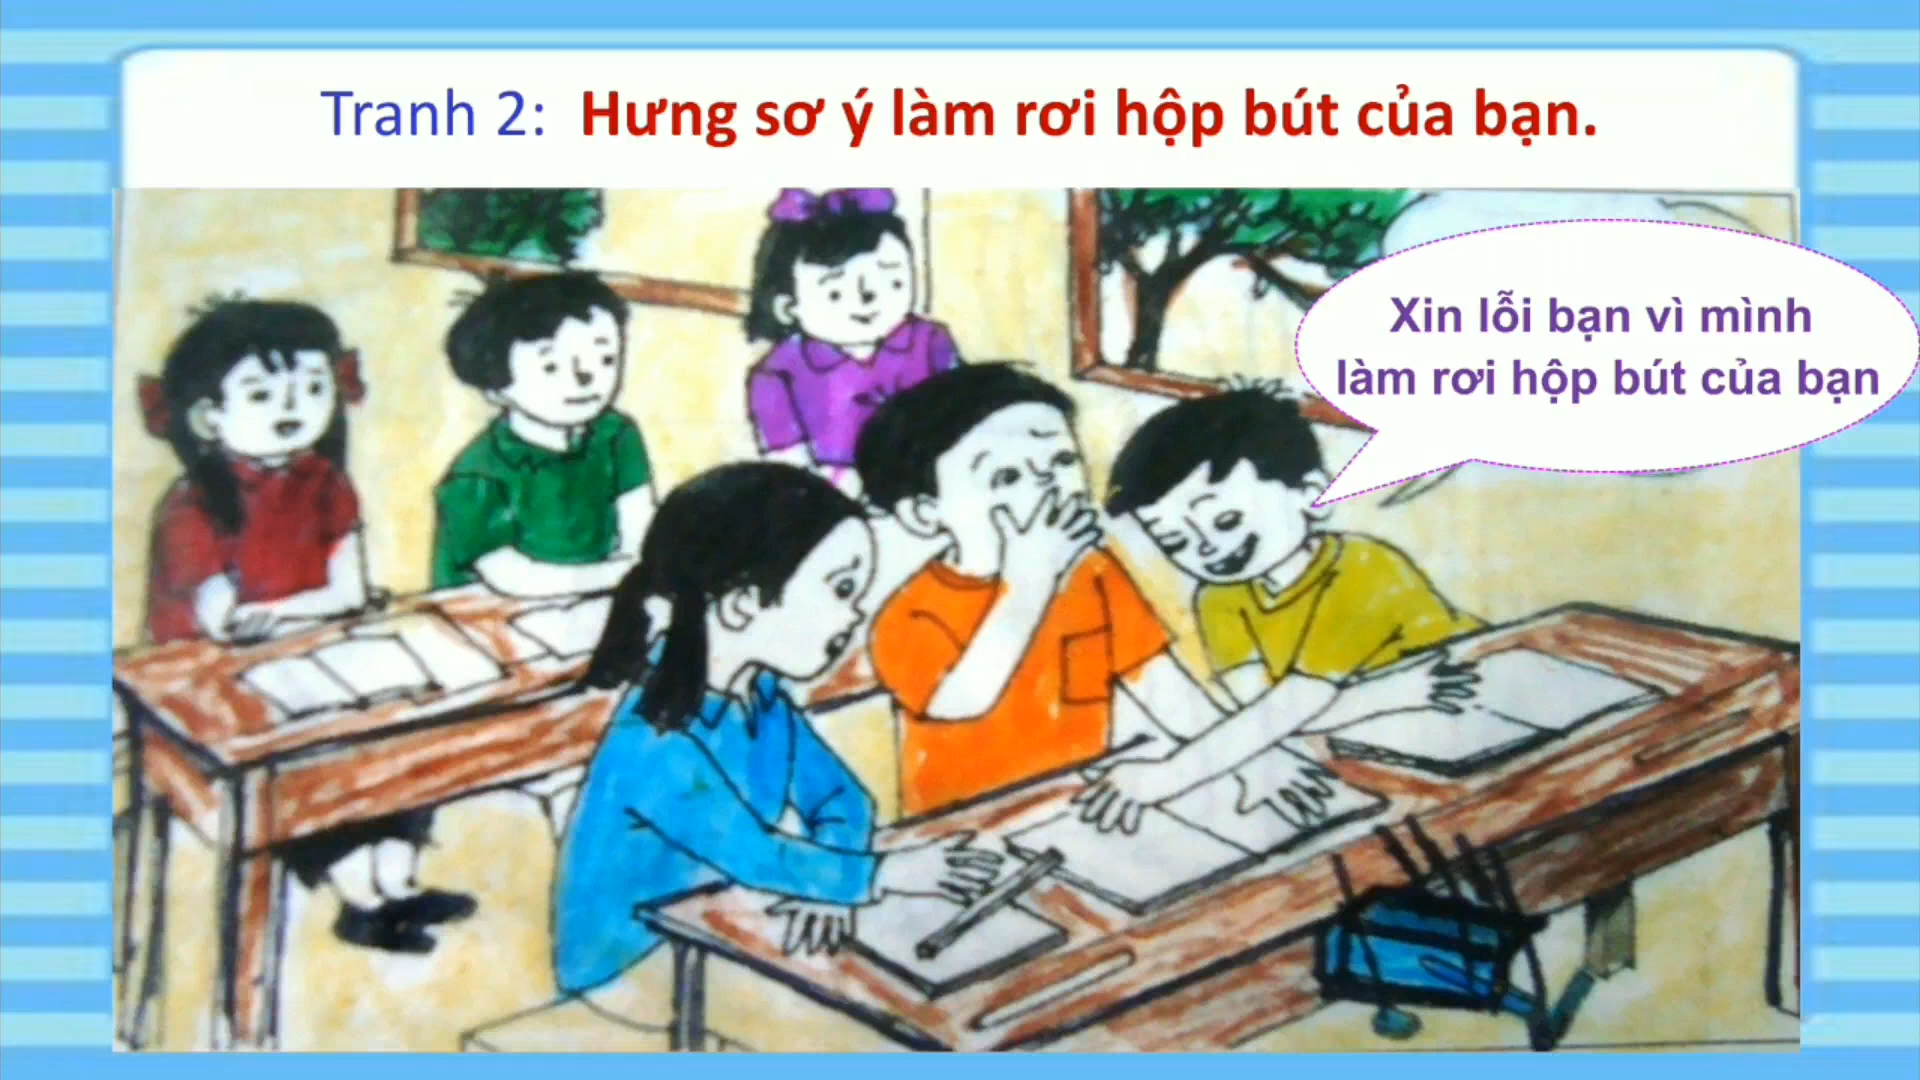 Tranh 2: Hưng sơ ý làm rơi hộp bút của bạn.
Xin lỗi bạn vì mình
làm rơi hộp bút của bạn